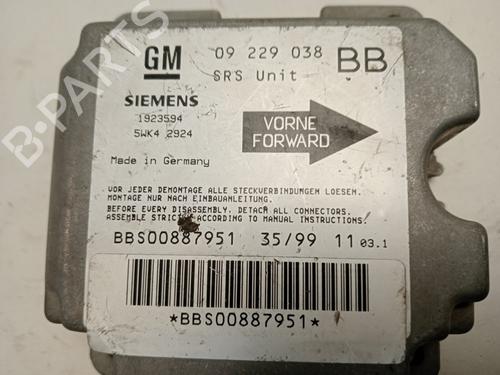 GM 09 229 038 BB
SRS Unit
SIEMENS
1923594
5WK4 2924
VORNE
FORWARD
Made in Germany
VOR JEDER DEMONTAGE ALLE STECKVERBINDUNGEN LOESEN.
MONTAGE NUR NACH EINBAUANLEITUNG.
BEFORE EVERY DISASSEMBLY, DETACH ALL CONNECTORS.
ASSEMBLE STRICTLY ACCORDING TO MANUAL INSTRUCTIONS!
BBS00887951 35/99 11 03.1
*BBS00887951*
B-PARTS